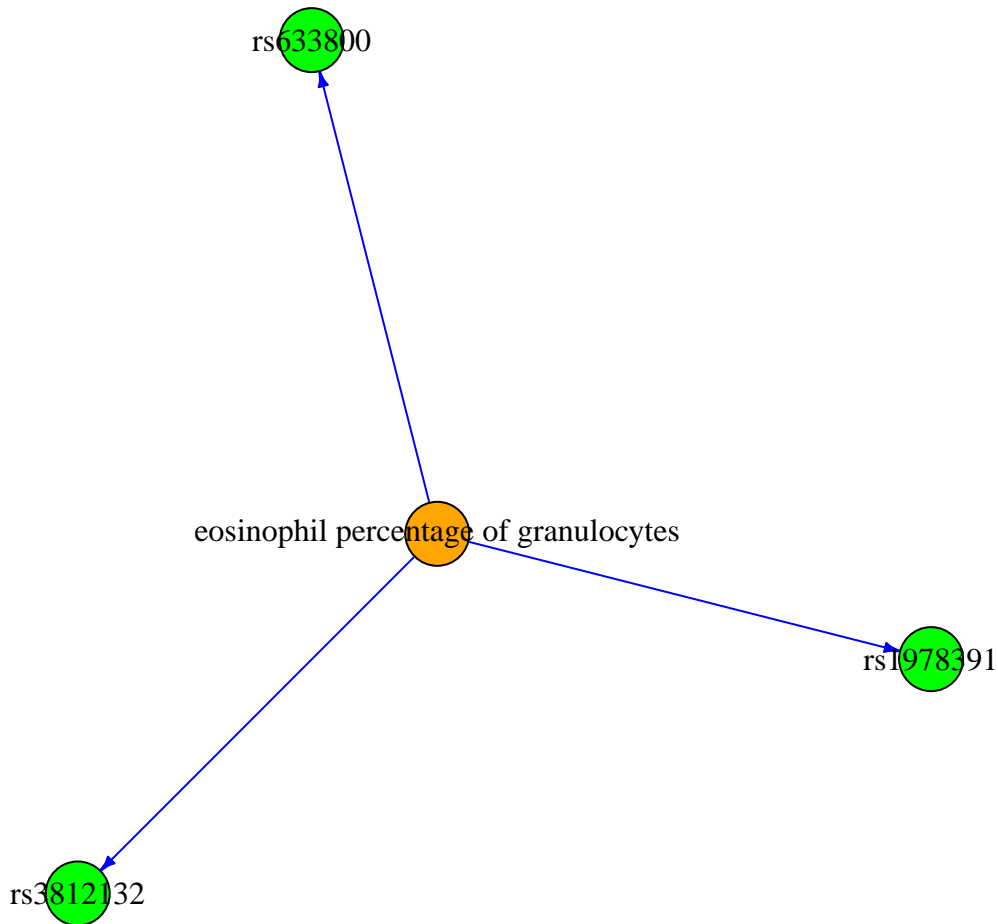 rs633800
eosinophil percentage of granulocytes
rs1978391
rs3812132